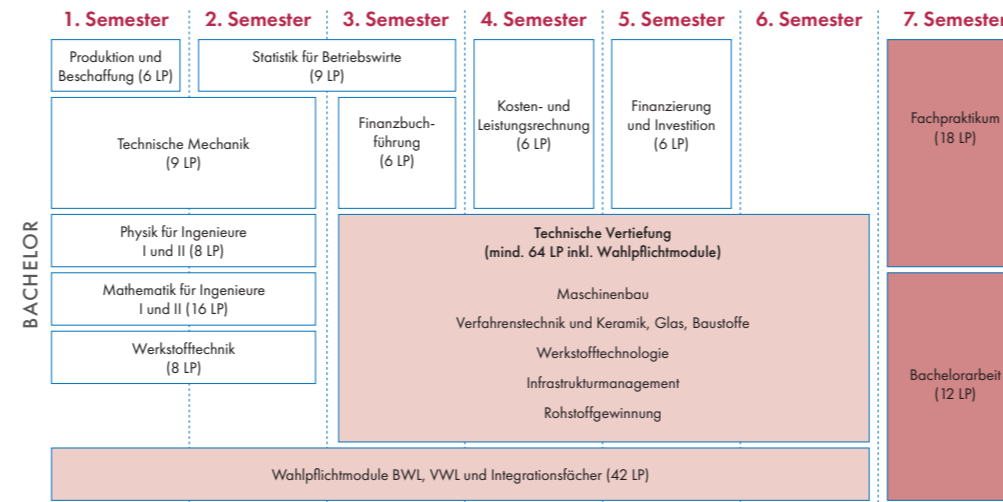 1. Semester 2. Semester 3. Semester 4. Semester 5. Semester 6. Semester 7. Semester
BACHELOR
Produktion und
Beschaffung (6 LP)
Statistik für Betriebswirte
(9 LP)
Technische Mechanik
(9 LP)
Finanzbuch-
führung
(6 LP)
Kosten- und
Leistungsrechnung
(6 LP)
Finanzierung
und Investition
(6 LP)
Fachpraktikum
(18 LP)
Physik für Ingenieure
I und II (8 LP)
Mathematik für Ingenieure
I und II (16 LP)
Werkstofftechnik
(8 LP)
Technische Vertiefung
(mind. 64 LP inkl. Wahlpflichtmodule)
Maschinenbau
Verfahrenstechnik und Keramik, Glas, Baustoffe
Werkstofftechnologie
Infrastrukturmanagement
Rohstoffgewinnung
Bachelorarbeit
(12 LP)
Wahlpflichtmodule BWL, VWL und Integrationsfächer (42 LP)